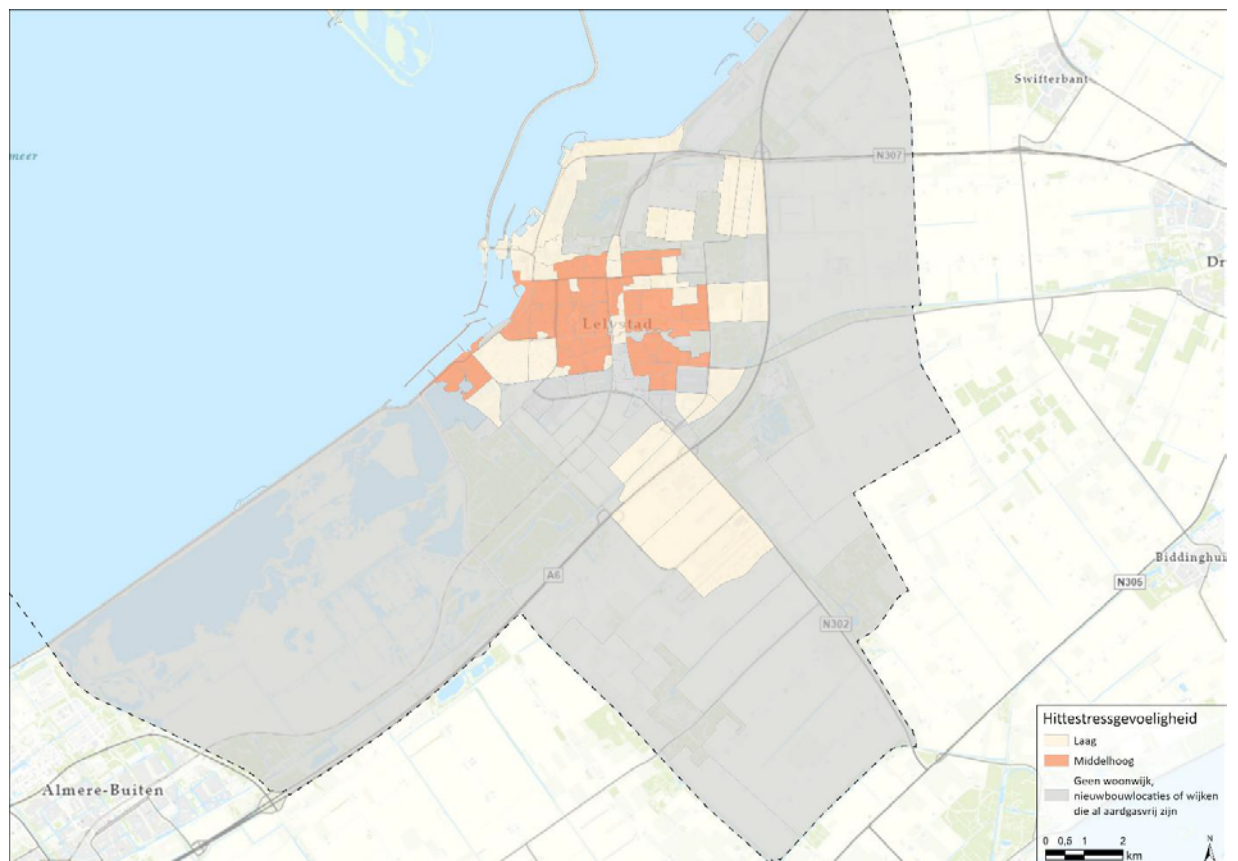 Swifterbant
meer
N307
Dr
Lelystad
A6
Biddinghui
N305
N302
Almere-Buiten
Hittestressgevoeligheid
Laag
Middelhoog
Geen woonwijk,
nieuwbouwlocaties of wijken
die al aardgasvrij zijn
0 0,5 1 2
km
N